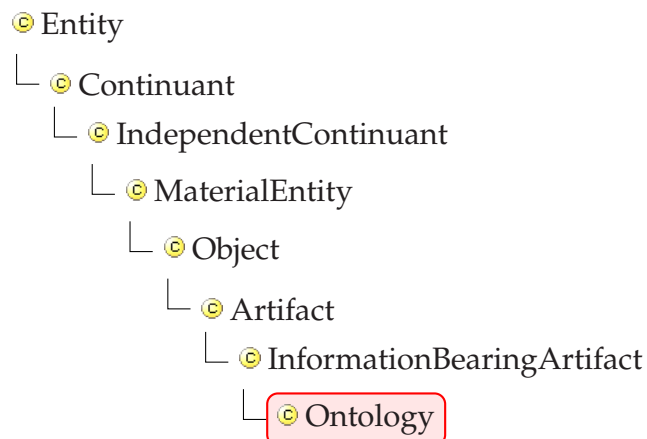 Entity
Continuant
IndependentContinuant
MaterialEntity
Object
Artifact
InformationBearingArtifact
Ontology